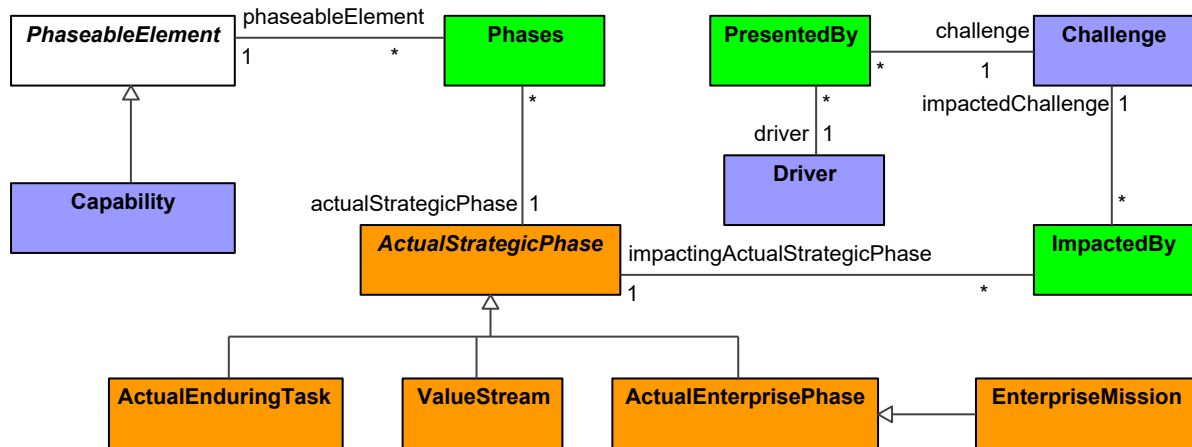 phaseableElement
PhaseableElement
1
*
Phases
PresentedBy
challenge
*
1
Challenge
impactedChallenge
1
*
*
driver
1
Driver
Capability
actualStrategicPhase
1
*
ActualStrategicPhase
impactingActualStrategicPhase
1
*
ImpactedBy
ActualEnduringTask
ValueStream
ActualEnterprisePhase
EnterpriseMission